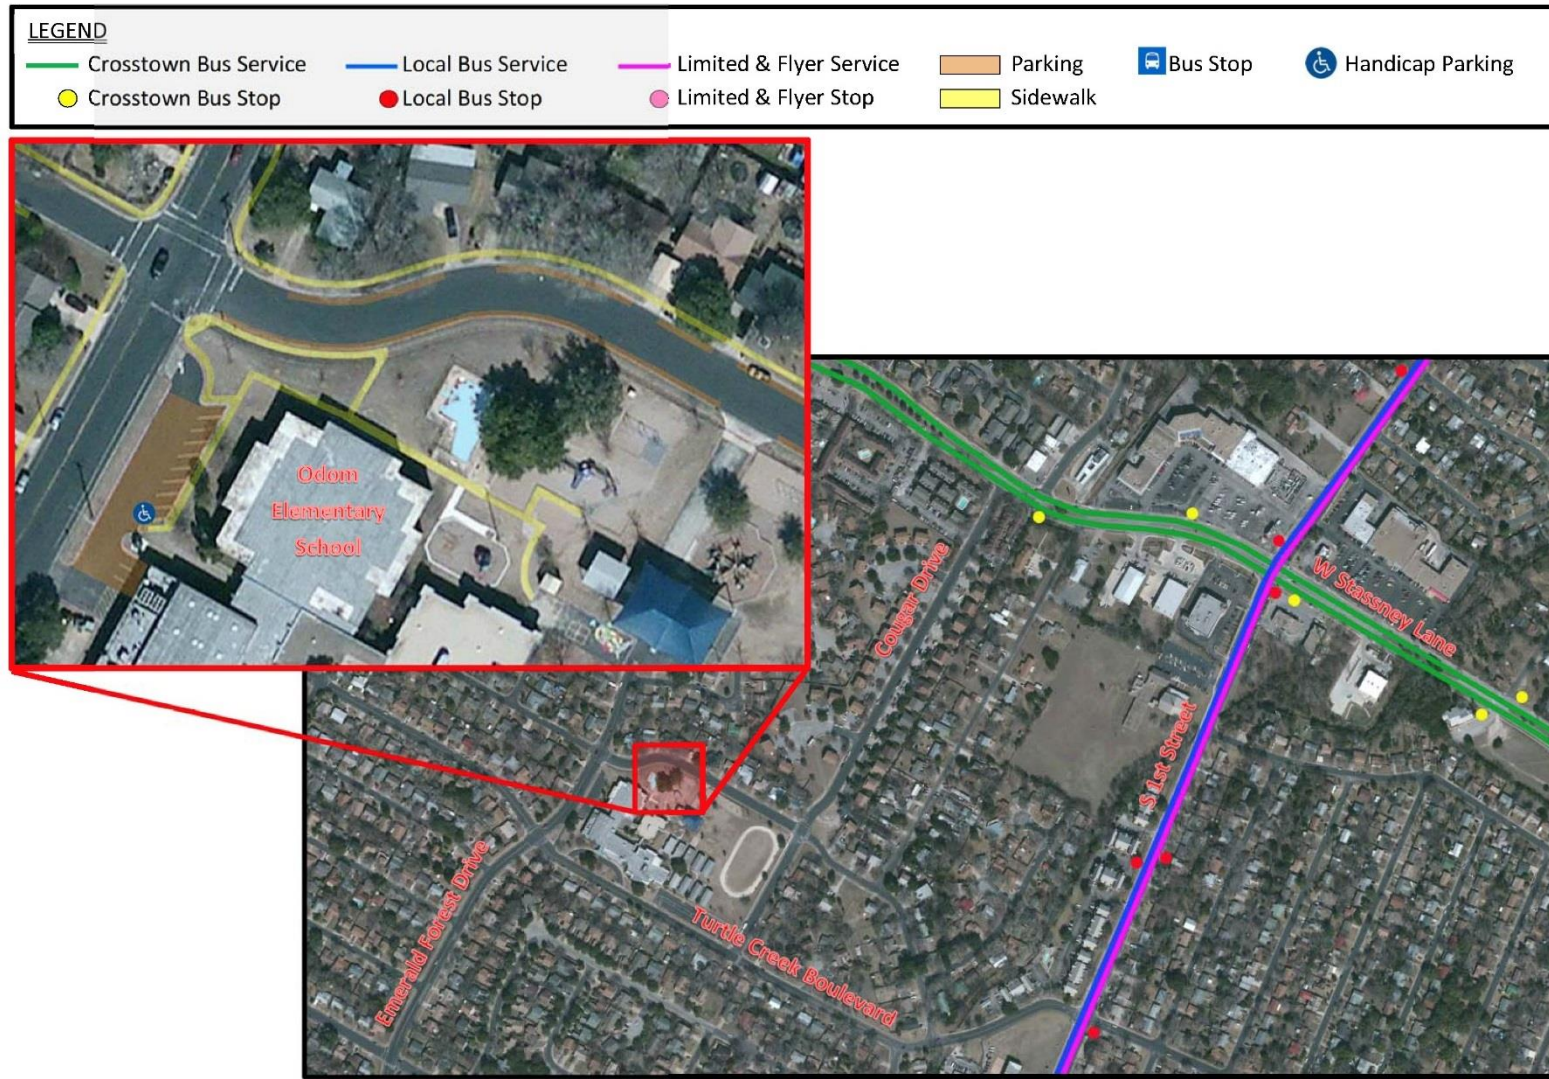 LEGEND
Crosstown Bus Service Local Bus Service Limited & Flyer Service Parking Bus Stop Handicap Parking
Crosstown Bus Stop Local Bus Stop Limited & Flyer Stop Sidewalk
Odom
Elementary
School
Cougar Drive
W Stassney Lane
S 1st Street
Emerald Forest Drive
Turtle Creek Boulevard